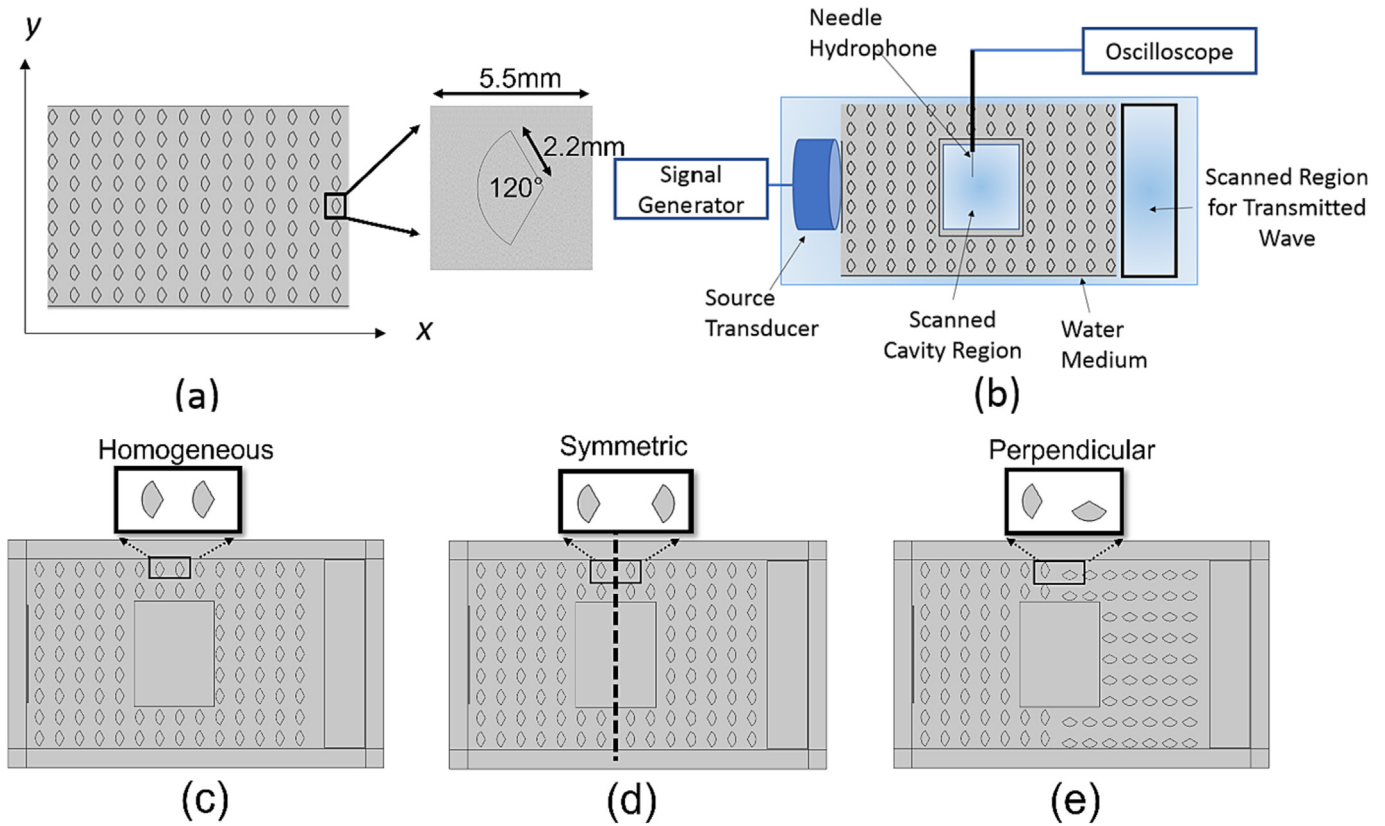 y
x
5.5mm
2.2mm
120°
(a)
Needle
Hydrophone
Oscilloscope
Signal
Generator
Scanned Region
for Transmitted
Wave
Source
Transducer
Scanned
Cavity Region
Water
Medium
(b)
Homogeneous
(c)
Symmetric
(d)
Perpendicular
(e)